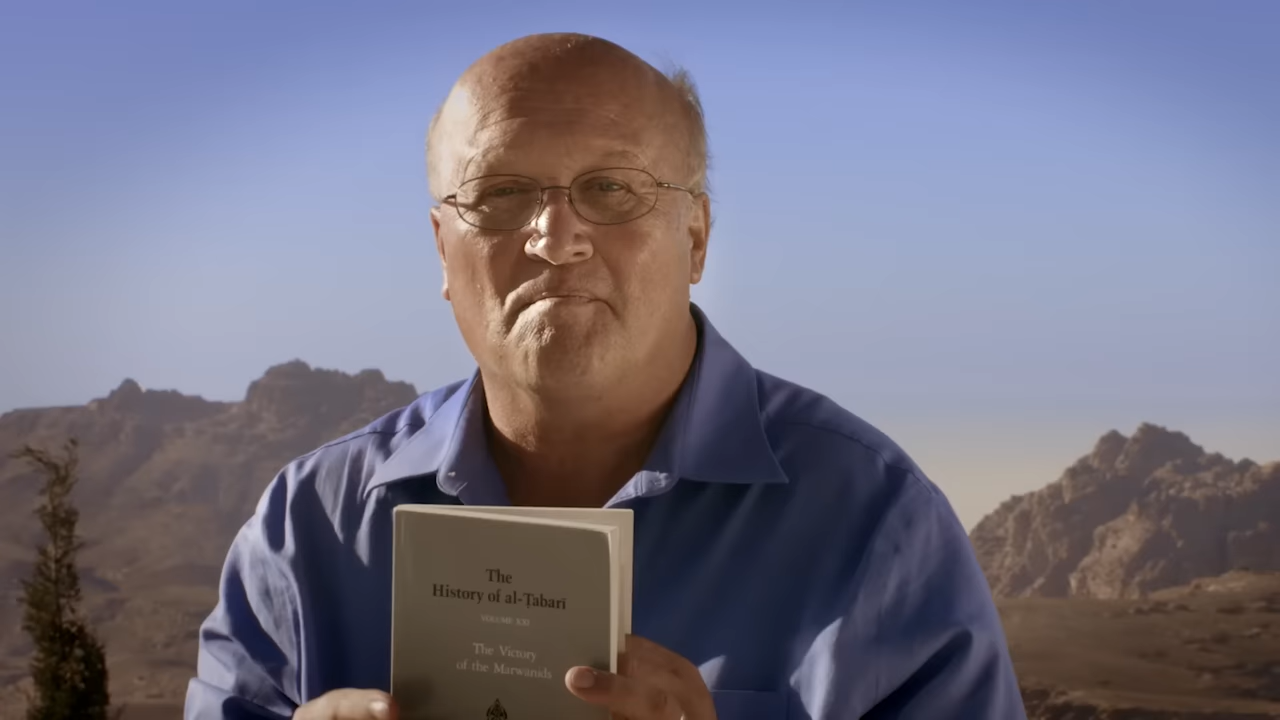 The
History of al-Ṭabarī
VOLUME XXI
The Victory
of the Marwānids